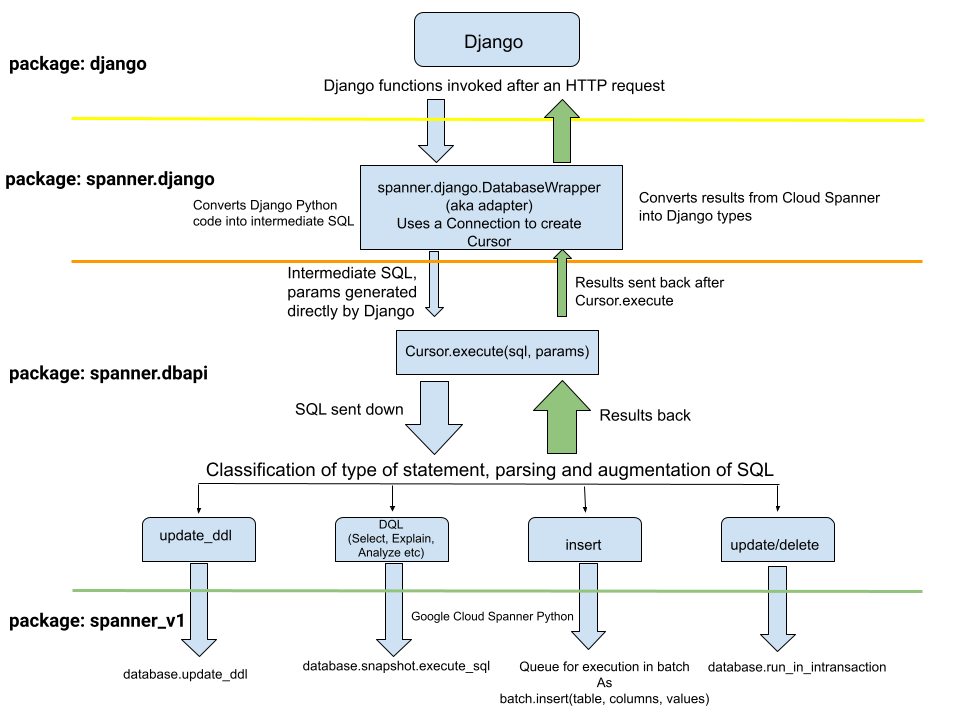 Django
package: django
Django functions invoked after an HTTP request
package: spanner.django
Converts Django Python
code into intermediate SQL
spanner.django.DatabaseWrapper
(aka adapter)
Uses a Connection to create
Cursor
Converts results from Cloud Spanner
into Django types
Intermediate SQL,
params generated
directly by Django
Results sent back after
Cursor.execute
Cursor.execute(sql, params)
package: spanner.dbapi
SQL sent down
Results back
Classification of type of statement, parsing and augmentation of SQL
update_ddl
DQL
(Select, Explain,
Analyze etc)
insert
update/delete
package: spanner_v1
Google Cloud Spanner Python
database.update_ddl
database.snapshot.execute_sql
Queue for execution in batch
As
batch.insert(table, columns, values)
database.run_in_intransaction